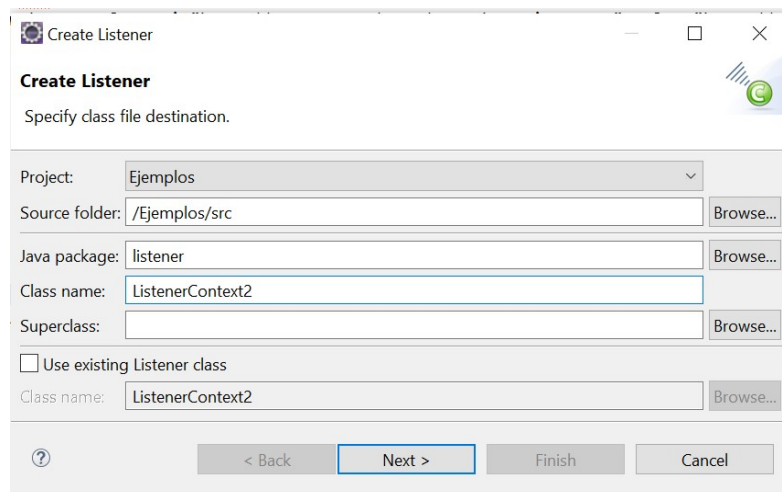 Create Listener
Create Listener
Specify class file destination.
Project: Ejemplos
Source folder: /Ejemplos/src Browse...
Java package: listener Browse...
Class name: ListenerContext2
Superclass: Browse...
Use existing Listener class
Class name: ListenerContext2 Browse...
< Back Next > Finish Cancel